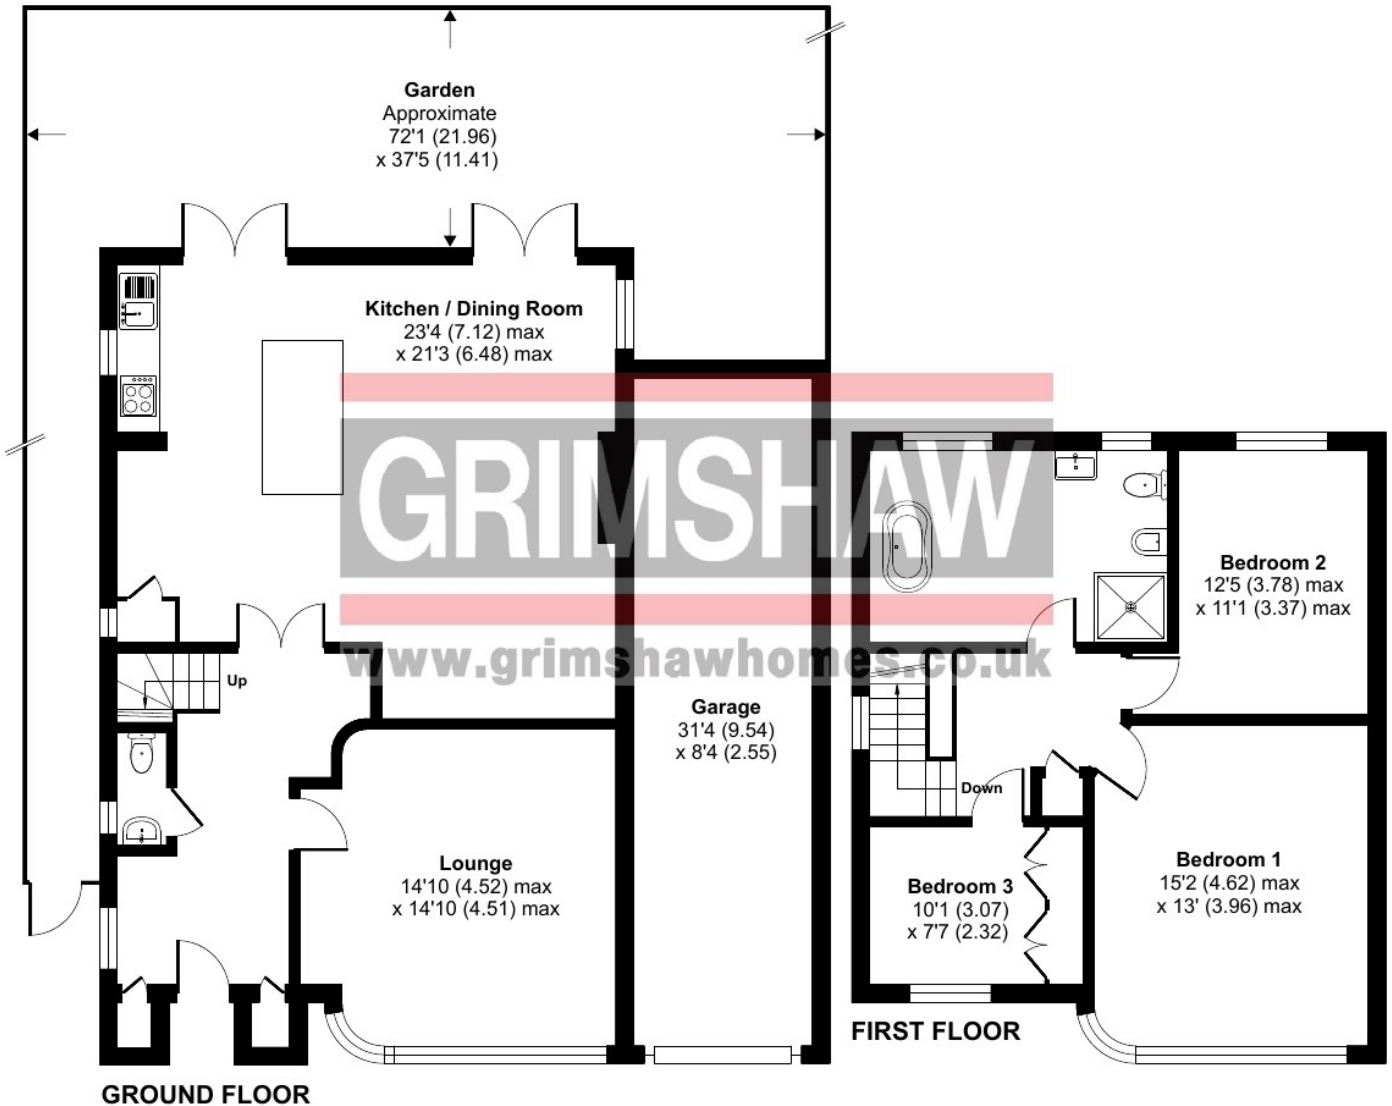 Garden
Approximate
72'1 (21.96)
x 37'5 (11.41)
Kitchen / Dining Room
23'4 (7.12) max
x 21'3 (6.48) max
GRIMSHAW
www.grimshawhomes.co.uk
Up
Garage
31'4 (9.54)
x 8'4 (2.55)
Lounge
14'10 (4.52) max
x 14'10 (4.51) max
GROUND FLOOR
Bedroom 2
12'5 (3.78) max
x 11'1 (3.37) max
Down
Bedroom 3
10'1 (3.07)
x 7'7 (2.32)
Bedroom 1
15'2 (4.62) max
x 13' (3.96) max
FIRST FLOOR